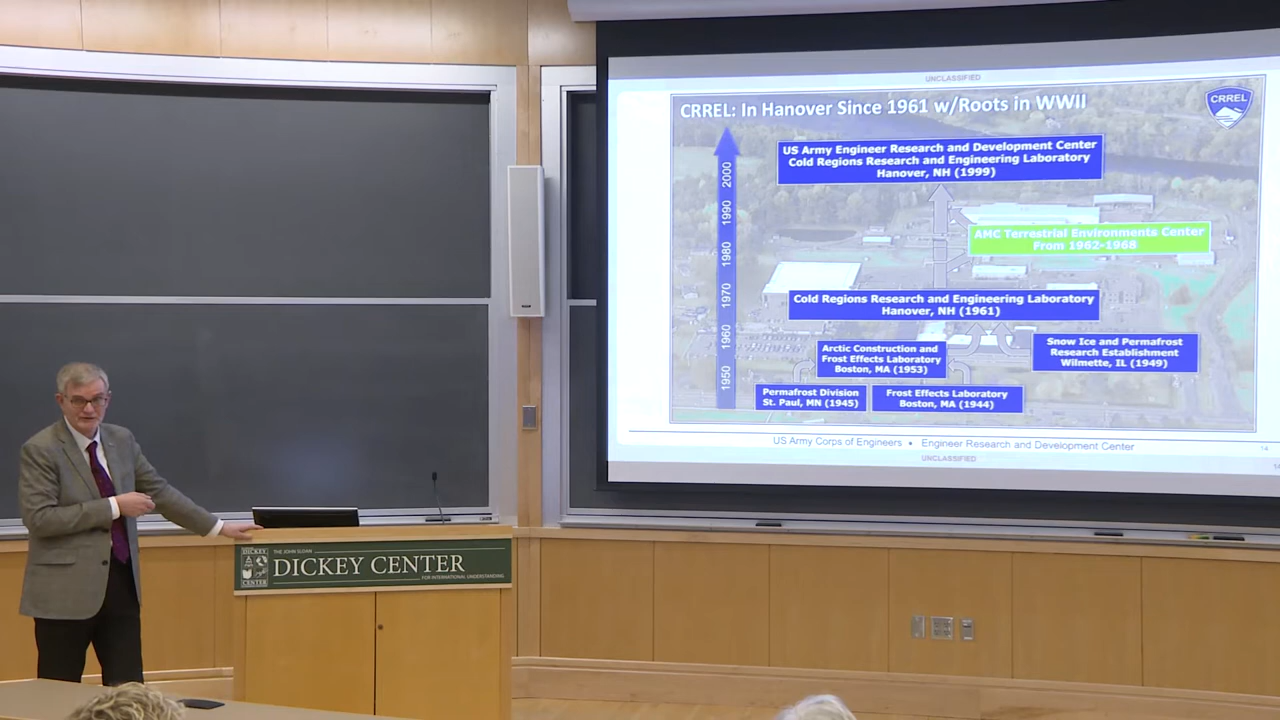 UNCLASSIFIED
CRREL: In Hanover Since 1961 w/Roots in WWII
CRREL
US Army Engineer Research and Development Center
Cold Regions Research and Engineering Laboratory
Hanover, NH (1999)
AMC Terrestrial Environments Center
From 1962-1968
Cold Regions Research and Engineering Laboratory
Hanover, NH (1961)
Arctic Construction and
Frost Effects Laboratory
Boston, MA (1953)
Snow Ice and Permafrost
Research Establishment
Wilmette, IL (1949)
Permafrost Division
St. Paul, MN (1945)
Frost Effects Laboratory
Boston, MA (1944)
2000
1990
1980
1970
1960
1950
US Army Corps of Engineers • Engineer Research and Development Center
14
UNCLASSIFIED
14
DICKEY
CENTER
THE JOHN SLOAN
DICKEY CENTER
FOR INTERNATIONAL UNDERSTANDING